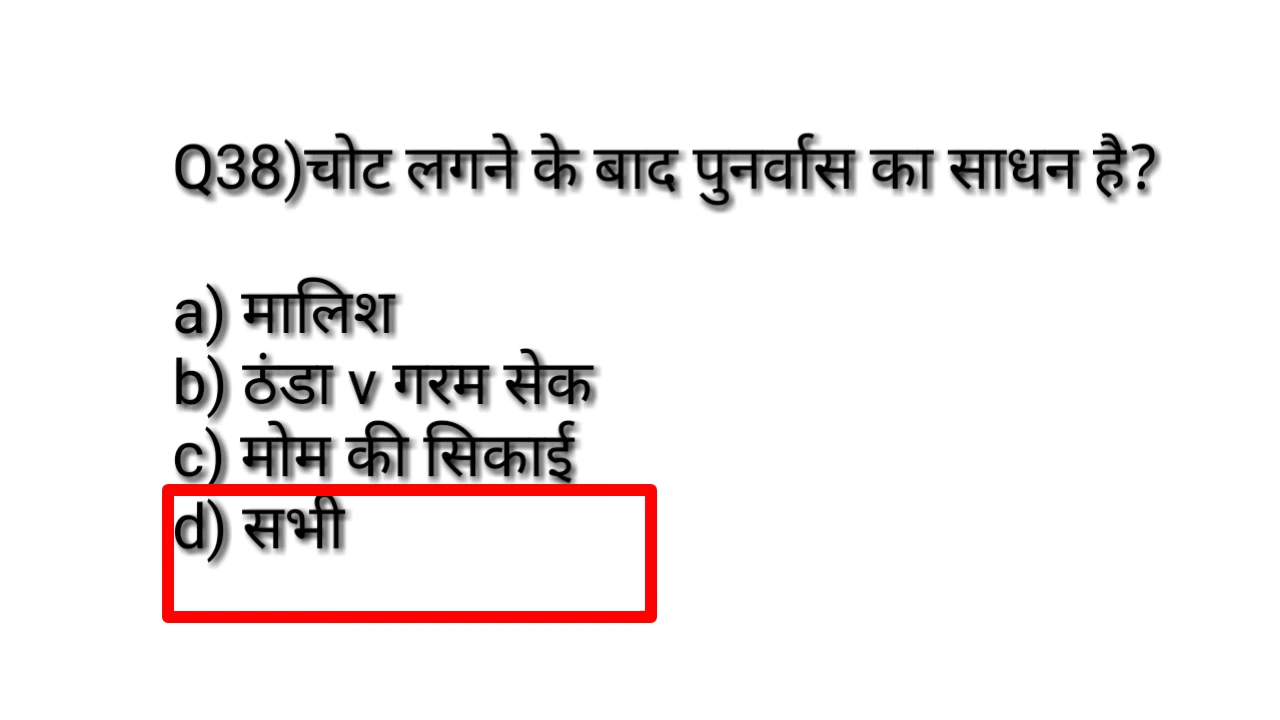 Q38)चोट लगने के बाद पुनर्वास का साधन है?
a) मालिश
b) ठंडा v गरम सेक
c) मोम की सिकाई
d) सभी